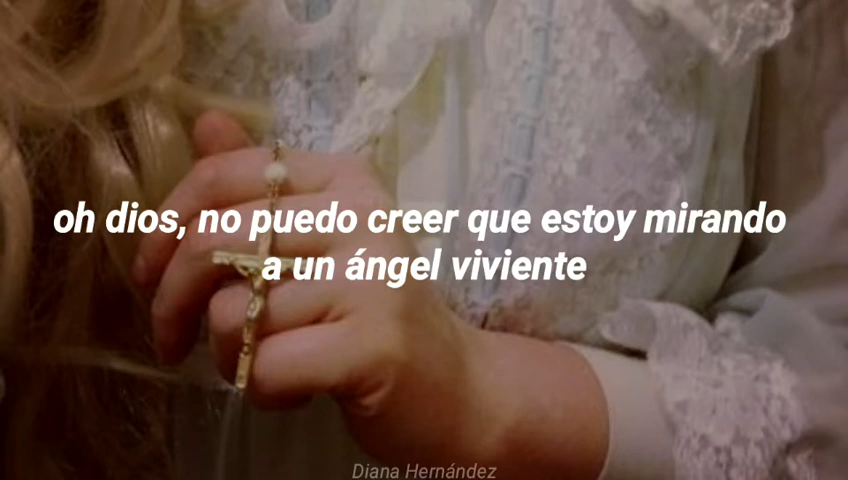 oh dios, no puedo creer que estoy mirando
a un ángel viviente
Diana Hernández